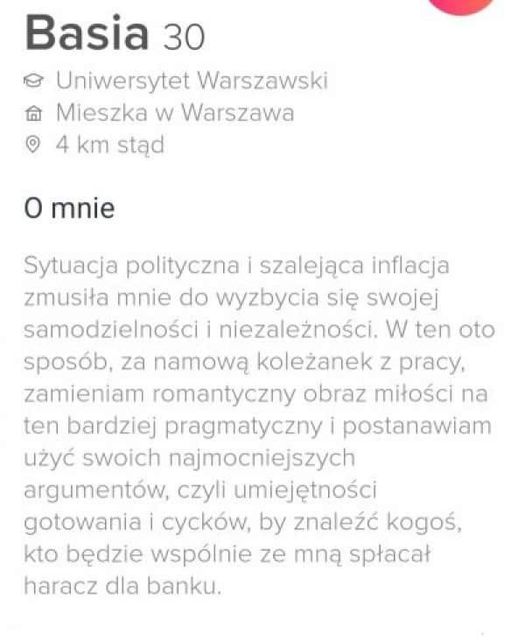 Basia 30
Uniwersytet Warszawski
Mieszka w Warszawa
4 km stąd
O mnie
Sytuacja polityczna i szalejąca inflacja
zmusiła mnie do wyzbycia się swojej
samodzielności i niezależności. W ten oto
sposób, za namową koleżanek z pracy,
zamieniam romantyczny obraz miłości na
ten bardziej pragmatyczny i postanawiam
użyć swoich najmocniejszych
argumentów, czyli umiejętności
gotowania i cycków, by znaleźć kogoś,
kto będzie wspólnie ze mną spłacał
haracz dla banku.